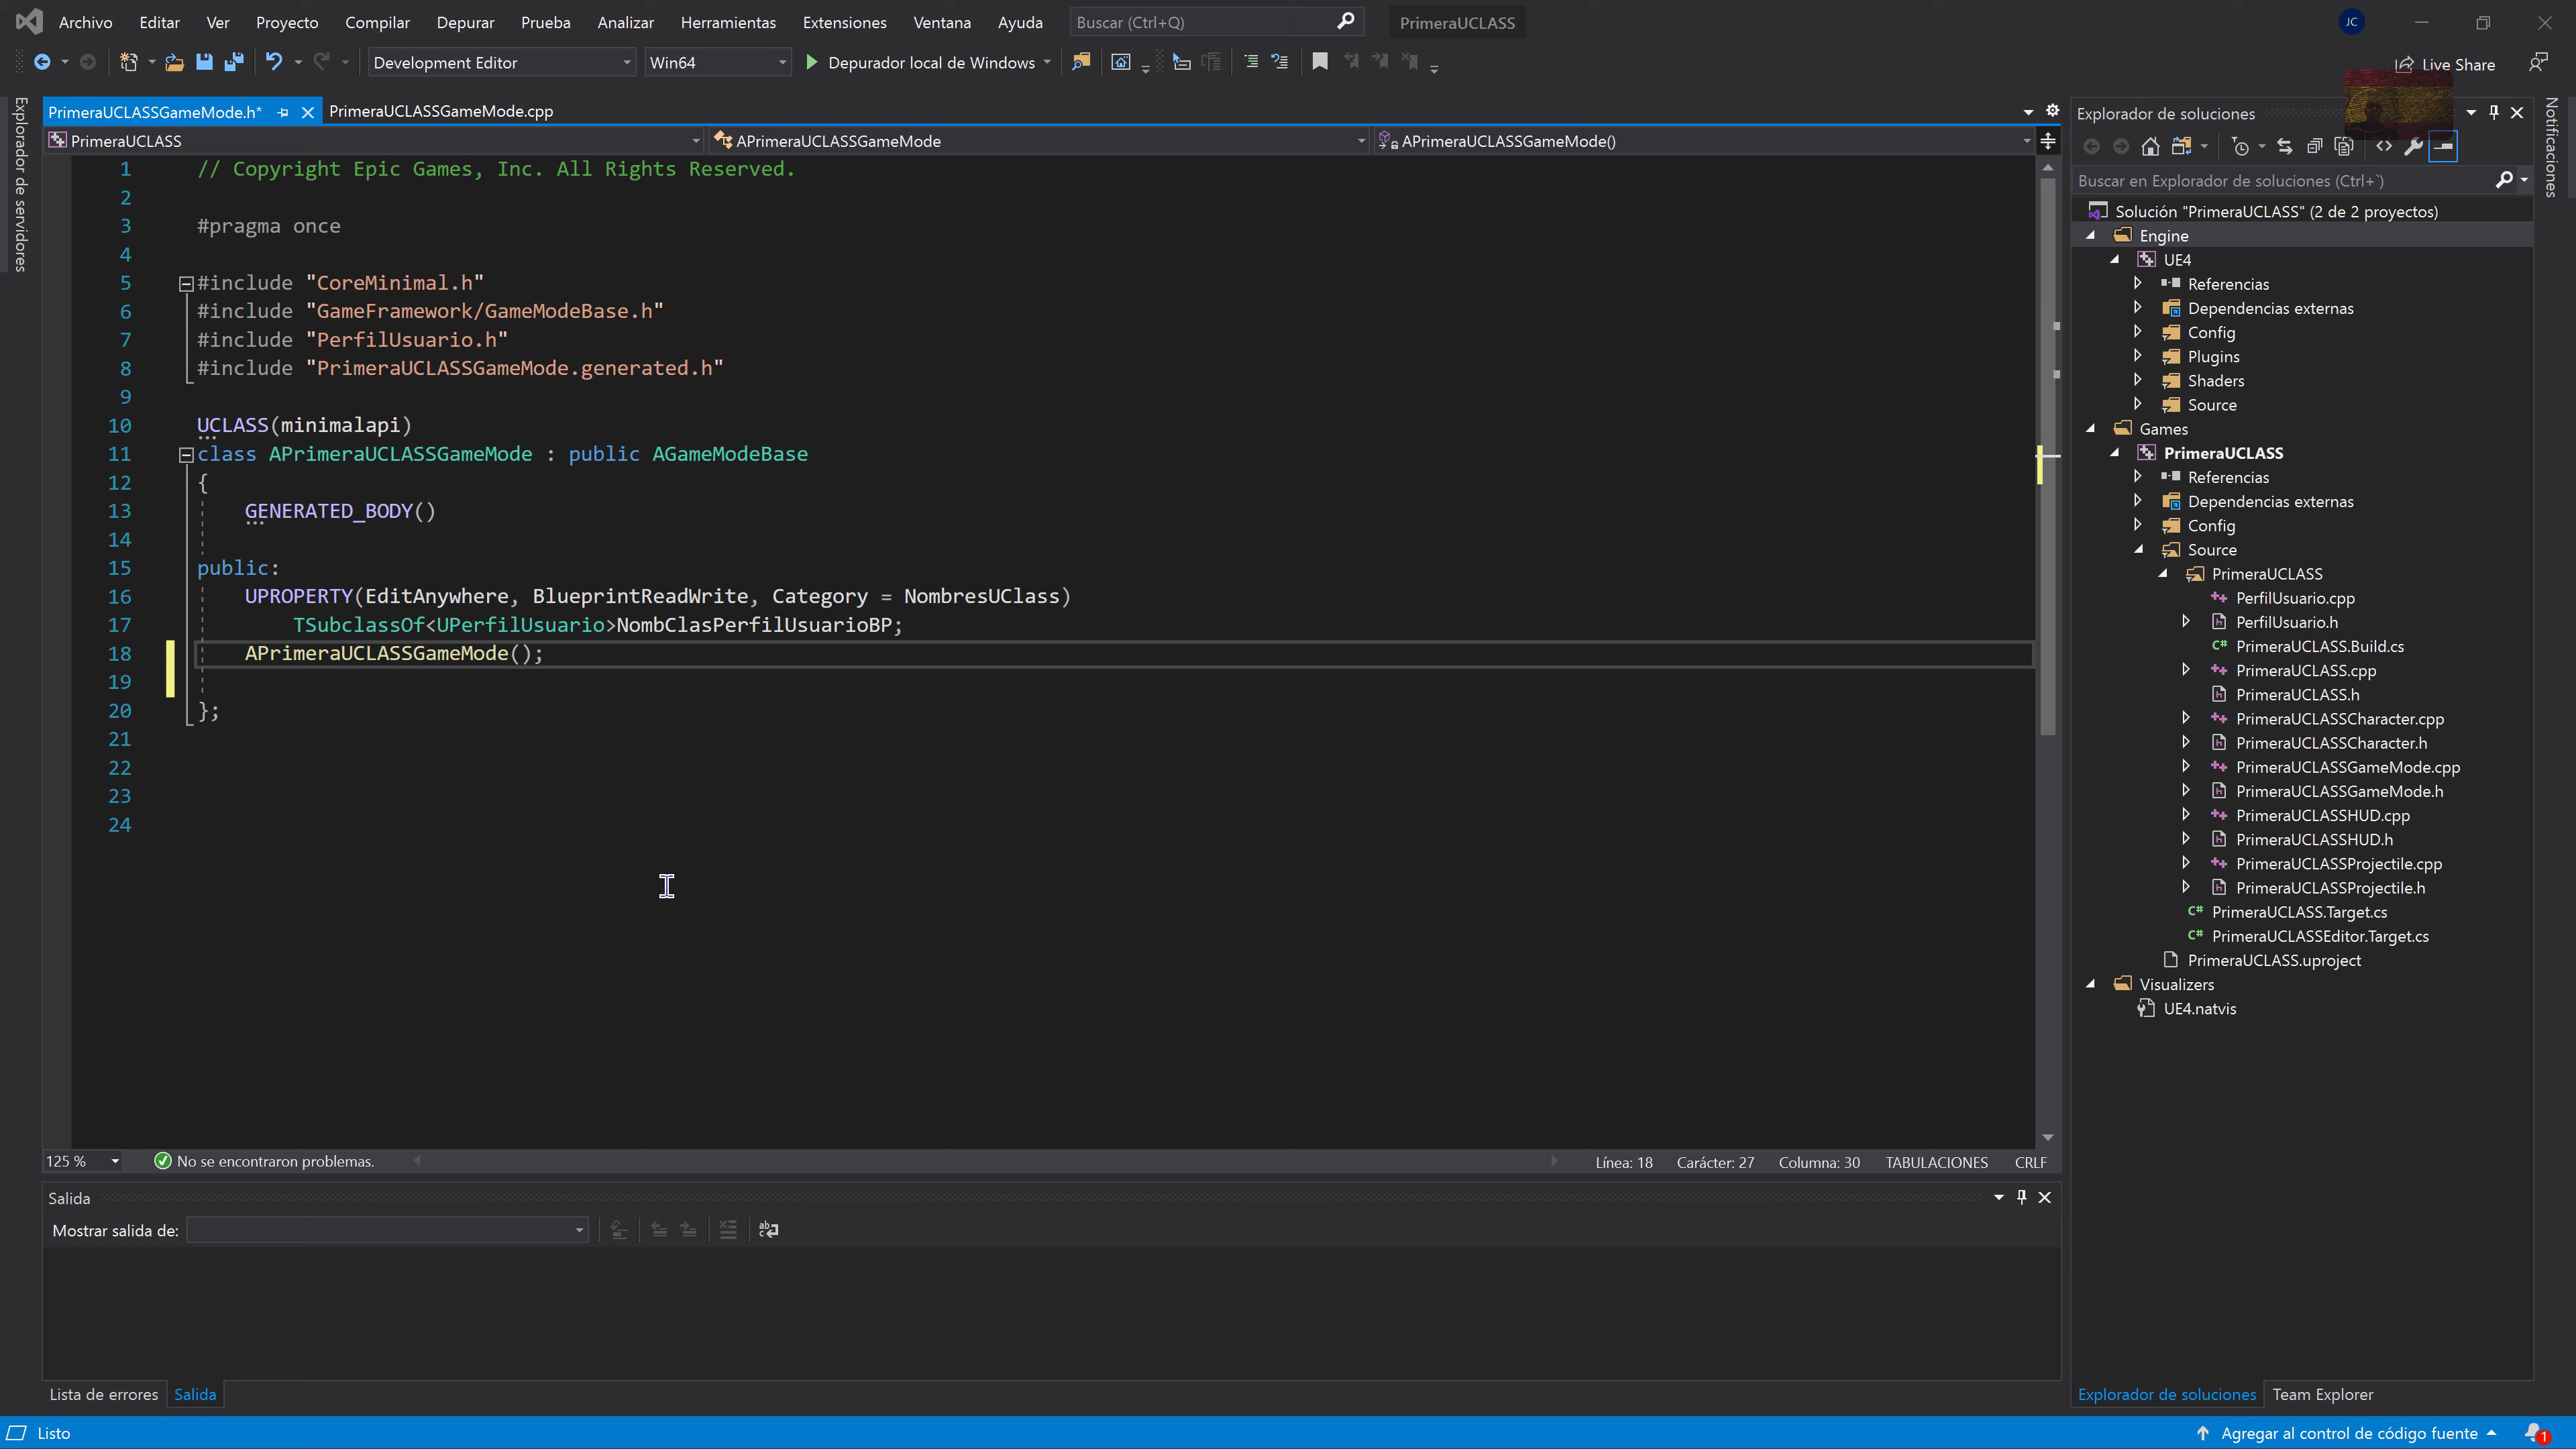 Archivo Editar Ver Proyecto Compilar Depurar Prueba Analizar Herramientas Extensiones Ventana Ayuda Buscar (Ctrl+Q) PrimeraUCLASS JC
Development Editor Win64 Depurador local de Windows Live Share
Explorador de servidores
PrimeraUCLASSGameMode.h* PrimeraUCLASSGameMode.cpp
PrimeraUCLASS APrimeraUCLASSGameMode APrimeraUCLASSGameMode()
1 // Copyright Epic Games, Inc. All Rights Reserved.
2
3 #pragma once
4
5 #include "CoreMinimal.h"
6 #include "GameFramework/GameModeBase.h"
7 #include "PerfilUsuario.h"
8 #include "PrimeraUCLASSGameMode.generated.h"
9
10 UCLASS(minimalapi)
11 class APrimeraUCLASSGameMode : public AGameModeBase
12 {
13 GENERATED_BODY()
14
15 public:
16 UPROPERTY(EditAnywhere, BlueprintReadWrite, Category = NombresUClass)
17 TSubclassOf<UPerfilUsuario>NombClasPerfilUsuarioBP;
18 APrimeraUCLASSGameMode();
19
20 };
21
22
23
24
125 % No se encontraron problemas. Línea: 18 Carácter: 27 Columna: 30 TABULACIONES CRLF
Salida
Mostrar salida de:
Lista de errores Salida
Explorador de soluciones
Buscar en Explorador de soluciones (Ctrl+`)
Solución "PrimeraUCLASS" (2 de 2 proyectos)
Engine
UE4
Referencias
Dependencias externas
Config
Plugins
Shaders
Source
Games
PrimeraUCLASS
Referencias
Dependencias externas
Config
Source
PrimeraUCLASS
PerfilUsuario.cpp
PerfilUsuario.h
C# PrimeraUCLASS.Build.cs
PrimeraUCLASS.cpp
PrimeraUCLASS.h
PrimeraUCLASSCharacter.cpp
PrimeraUCLASSCharacter.h
PrimeraUCLASSGameMode.cpp
PrimeraUCLASSGameMode.h
PrimeraUCLASSHUD.cpp
PrimeraUCLASSHUD.h
PrimeraUCLASSProjectile.cpp
PrimeraUCLASSProjectile.h
C# PrimeraUCLASS.Target.cs
C# PrimeraUCLASSEditor.Target.cs
PrimeraUCLASS.uproject
Visualizers
UE4.natvis
Explorador de soluciones Team Explorer
Notificaciones
Listo Agregar al control de código fuente 1